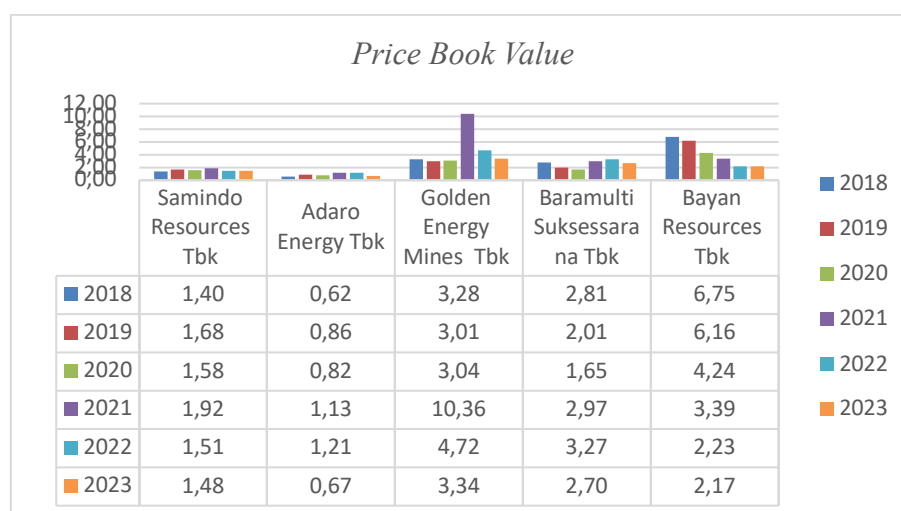 Price Book Value
12,00
10,00
8,00
6,00
4,00
2,00
0,00
Samindo Resources Tbk
Adaro Energy Tbk
Golden Energy Mines Tbk
Baramulti Suksessara na Tbk
Bayan Resources Tbk
2018 1,40 0,62 3,28 2,81 6,75
2019 1,68 0,86 3,01 2,01 6,16
2020 1,58 0,82 3,04 1,65 4,24
2021 1,92 1,13 10,36 2,97 3,39
2022 1,51 1,21 4,72 3,27 2,23
2023 1,48 0,67 3,34 2,70 2,17
2018
2019
2020
2021
2022
2023